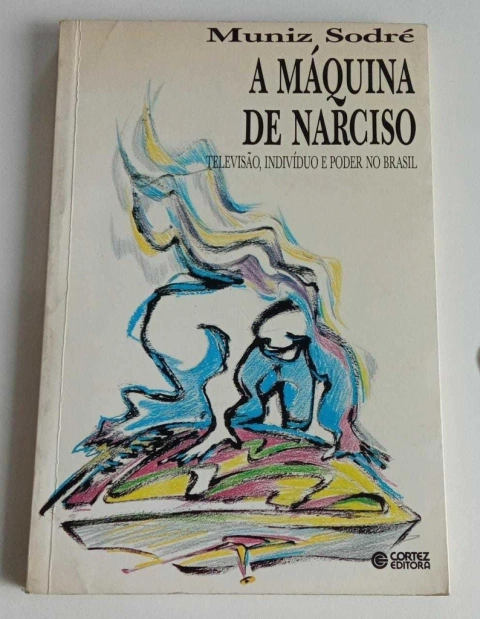 Muniz Sodré
A MÁQUINA
DE NARCISO
TELEVISÃO, INDIVÍDUO E PODER NO BRASIL
CORTEZ
EDITORA